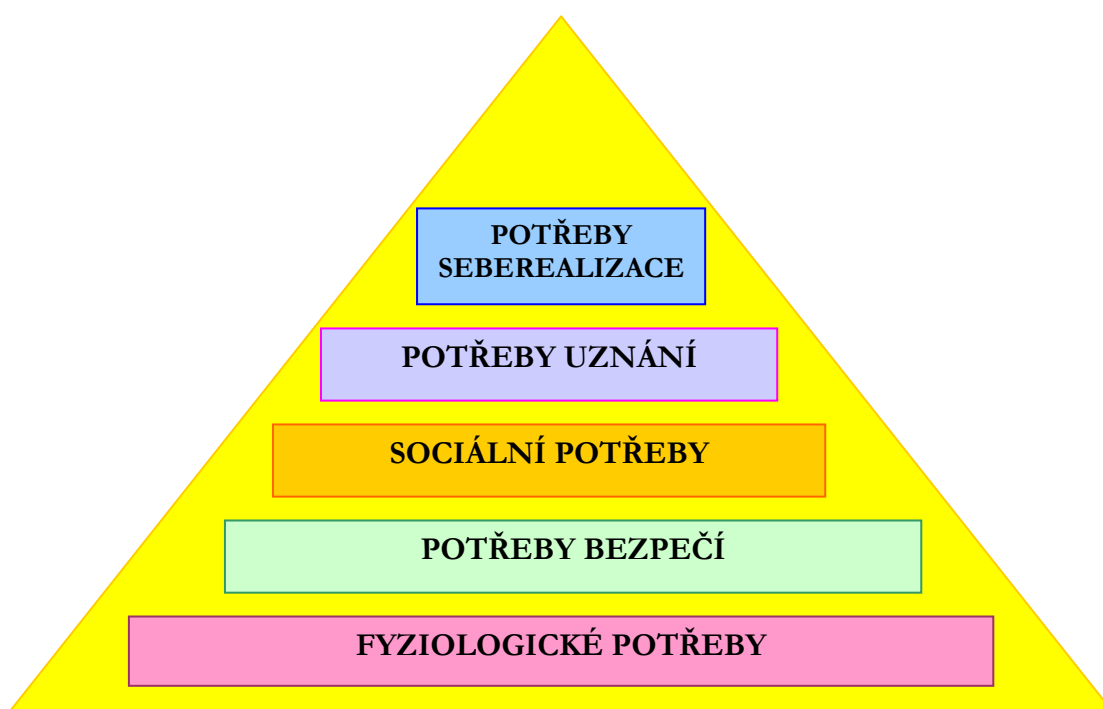 POTŘEBY
SEBEREALIZACE
POTŘEBY UZNÁNÍ
SOCIÁLNÍ POTŘEBY
POTŘEBY BEZPEČÍ
FYZIOLOGICKÉ POTŘEBY